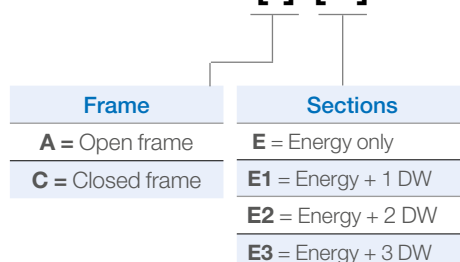 Frame
A = Open frame
C = Closed frame
Sections
E = Energy only
E1 = Energy + 1 DW
E2 = Energy + 2 DW
E3 = Energy + 3 DW